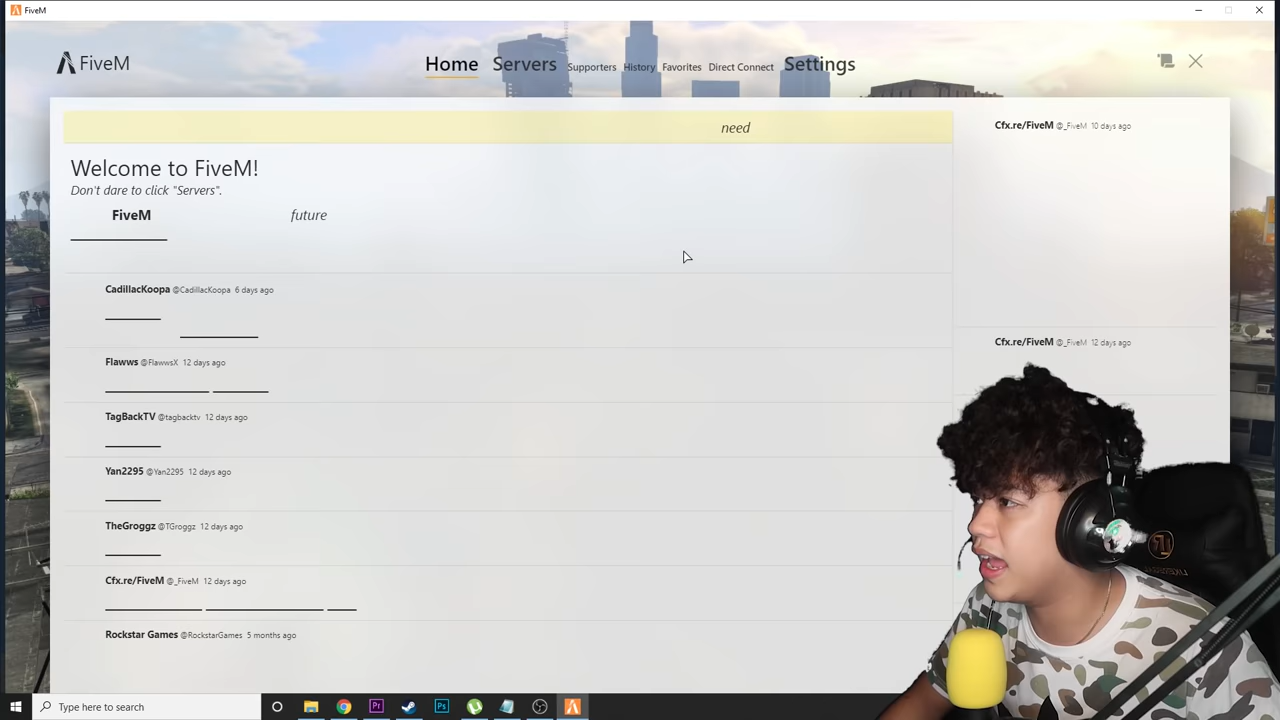 FiveM
FiveM
Home Servers Supporters History Favorites Direct Connect Settings
need
Welcome to FiveM!
Don't dare to click "Servers".
FiveM future
CadillacKoopa @CadillacKoopa 6 days ago
Flawws @FlawwsX 12 days ago
TagBackTV @tagbacktv 12 days ago
Yan2295 @Yan2295 12 days ago
TheGroggz @TGroggz 12 days ago
Cfx.re/FiveM @_FiveM 12 days ago
Rockstar Games @RockstarGames 5 months ago
Cfx.re/FiveM @_FiveM 10 days ago
Cfx.re/FiveM @_FiveM 12 days ago
Type here to search
Pr
Ps